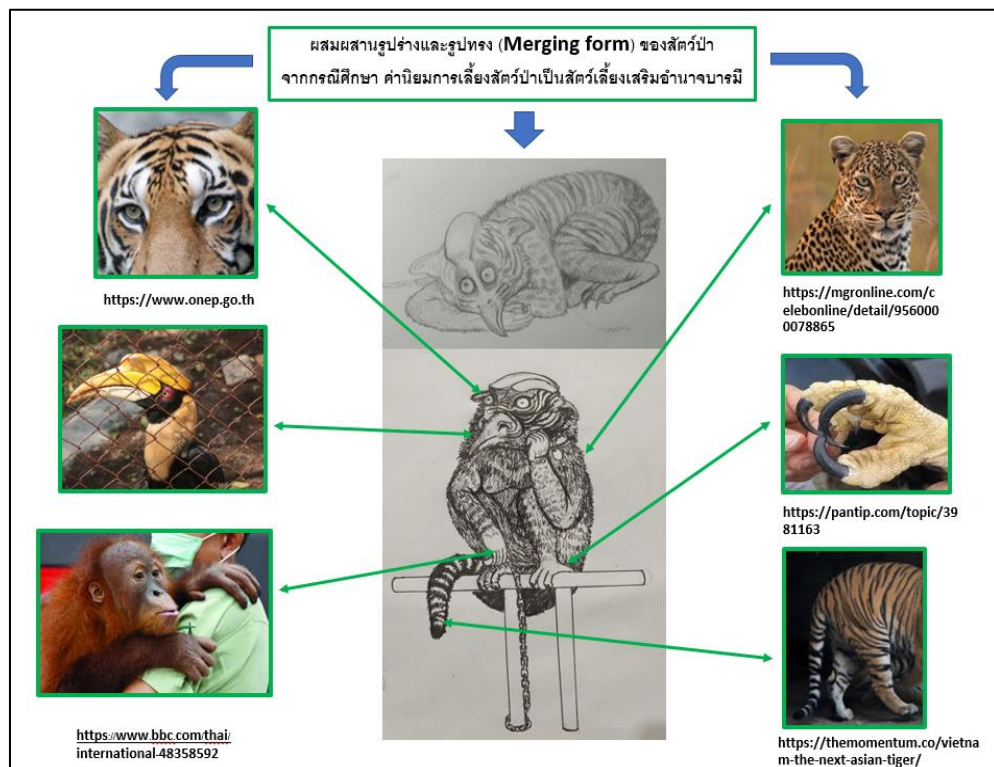 ผสมผสานรูปร่างและรูปทรง (Merging form) ของสัตว์ป่า
จากกรณีศึกษา ค่านิยมการเลี้ยงสัตว์ป่าเป็นสัตว์เลี้ยงเสริมอำนาจบารมี
https://www.onep.go.th
https://mgronline.com/c
elebonline/detail/956000
0078865
https://pantip.com/topic/39
81163
https://www.bbc.com/thai/
international-48358592
https://themomentum.co/vietna
m-the-next-asian-tiger/